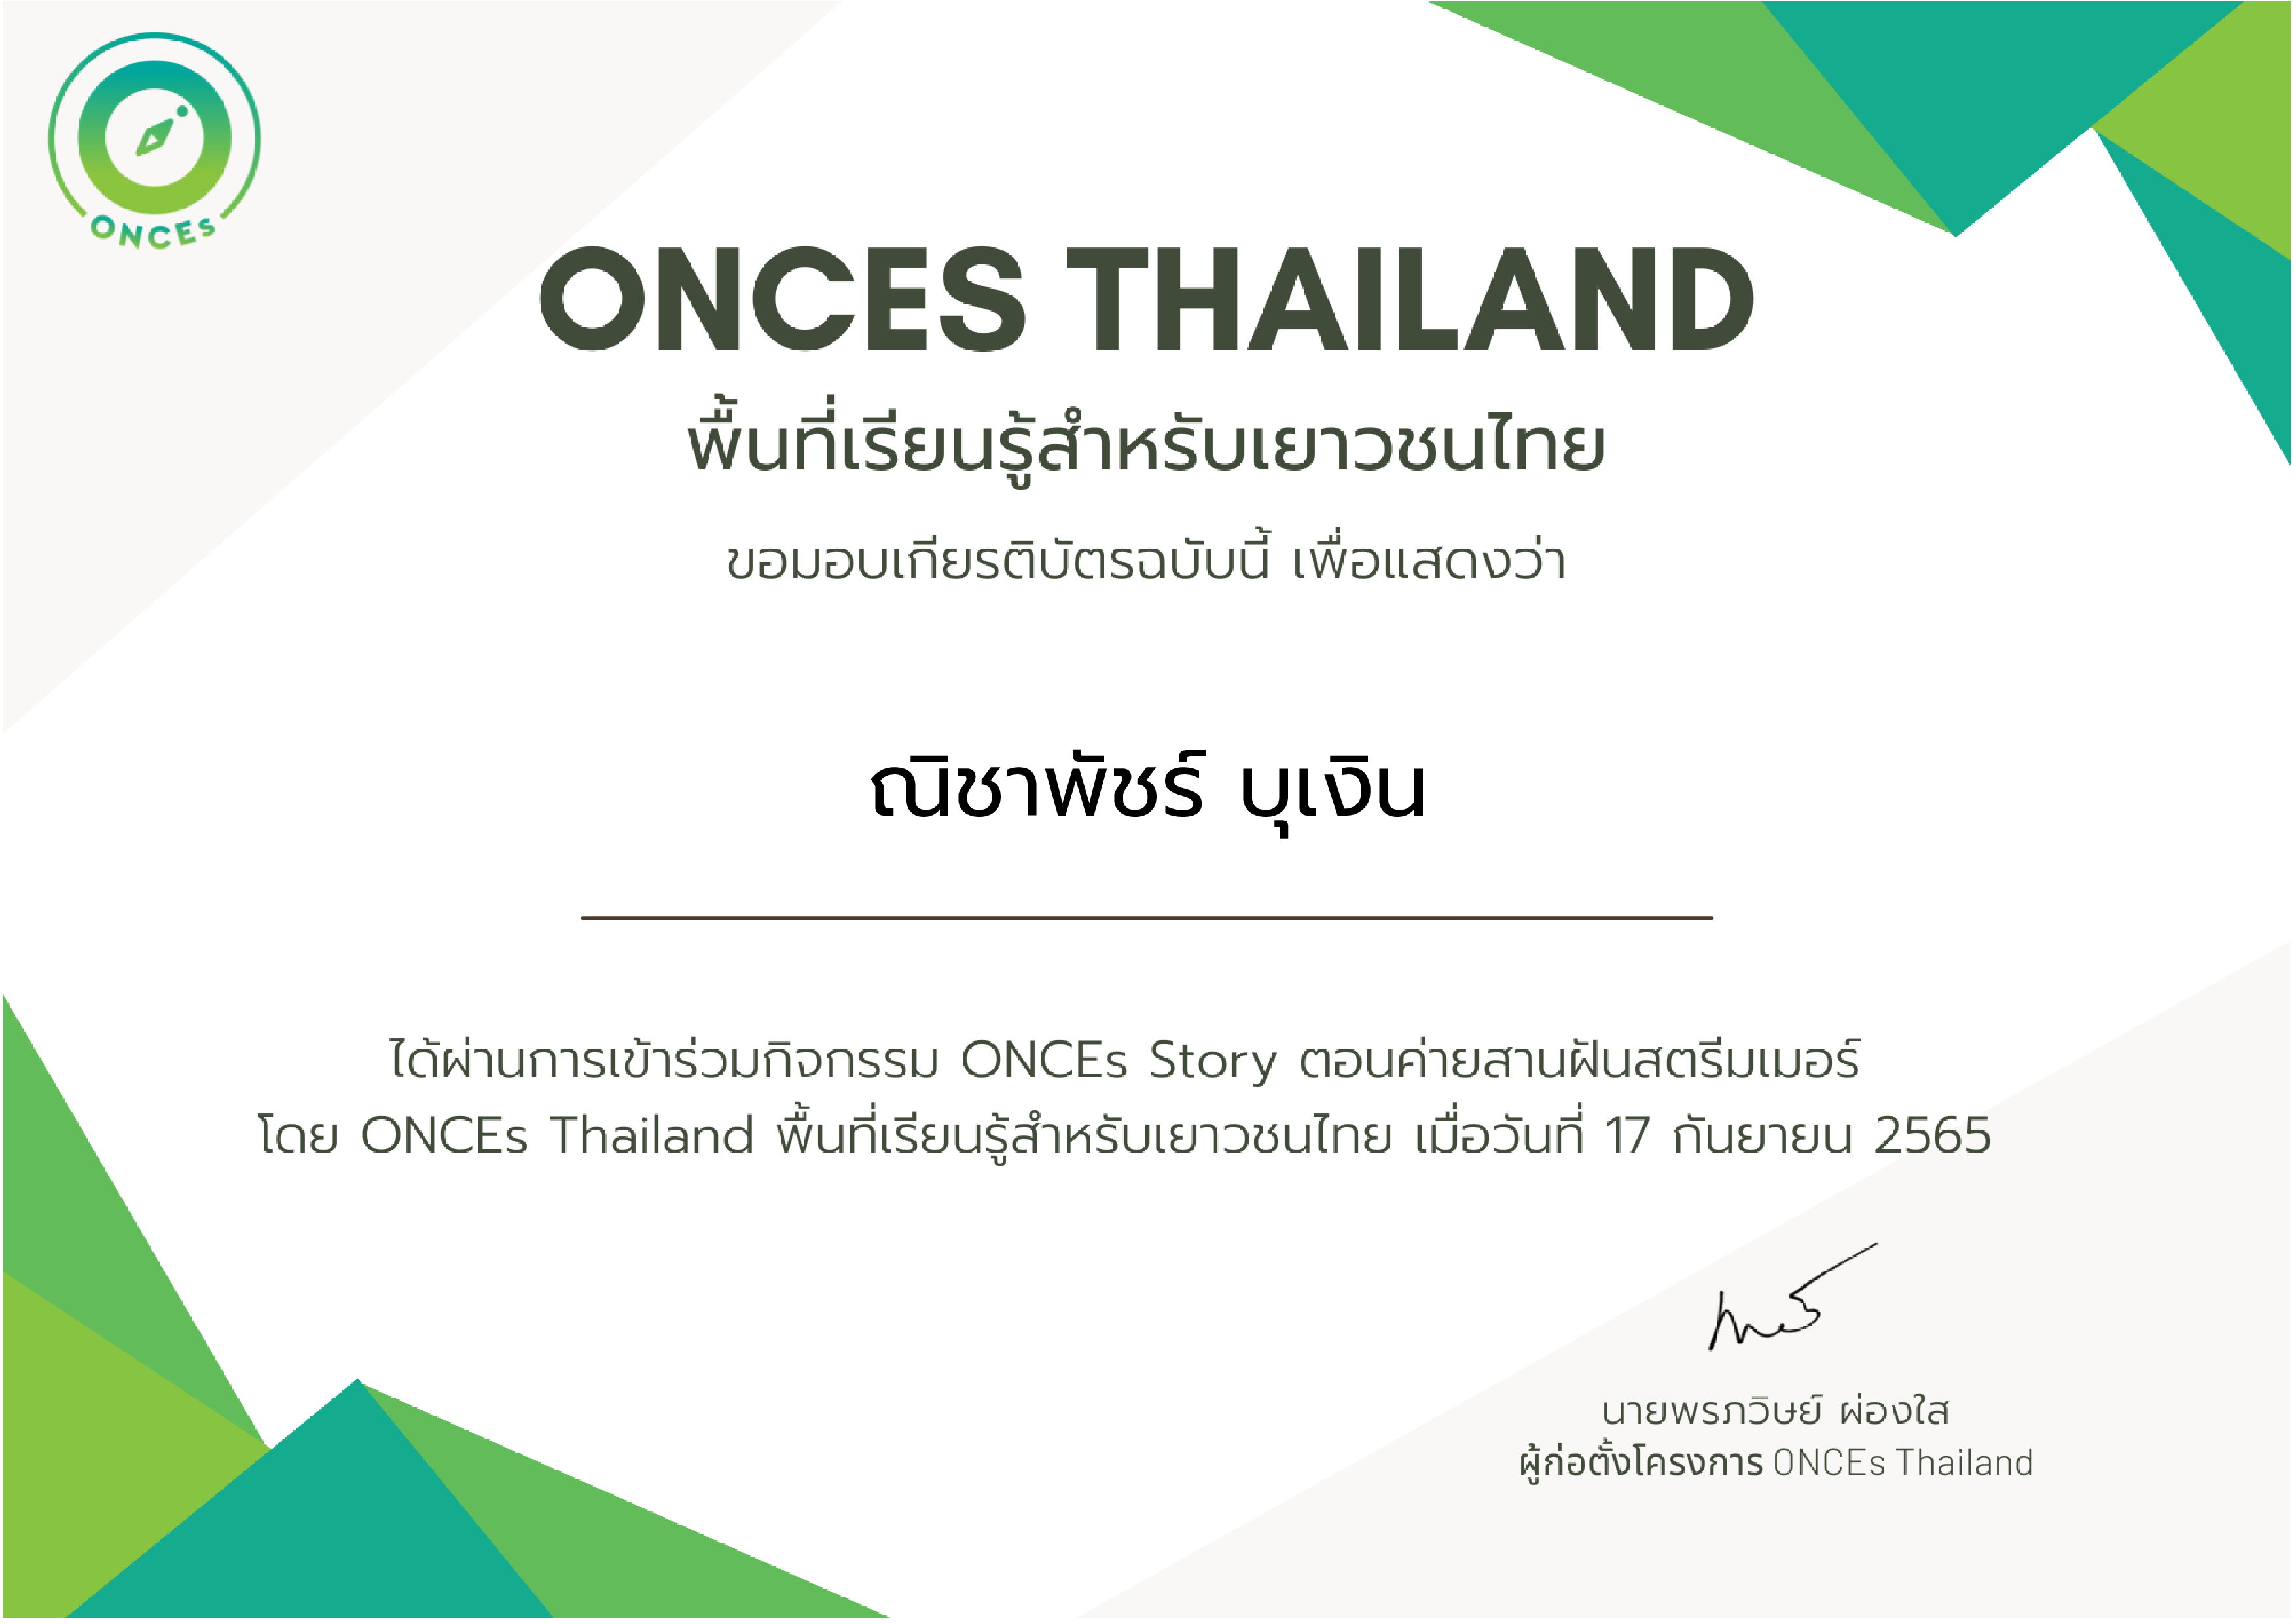 ONCEs
ONCES THAILAND
พื้นที่เรียนรู้สำหรับเยาวชนไทย
ขอมอบเกียรติบัตรฉบับนี้ เพื่อแสดงว่า
ณิชาพัชร์ บุเงิน
ได้ผ่านการเข้าร่วมกิจกรรม ONCEs Story ตอนค่ายสานฝันสตรีมเมอร์
โดย ONCEs Thailand พื้นที่เรียนรู้สำหรับเยาวชนไทย เมื่อวันที่ 17 กันยายน 2565
นายพรภวิษย์ ผ่องใส
ผู้ก่อตั้งโครงการ ONCEs Thailand